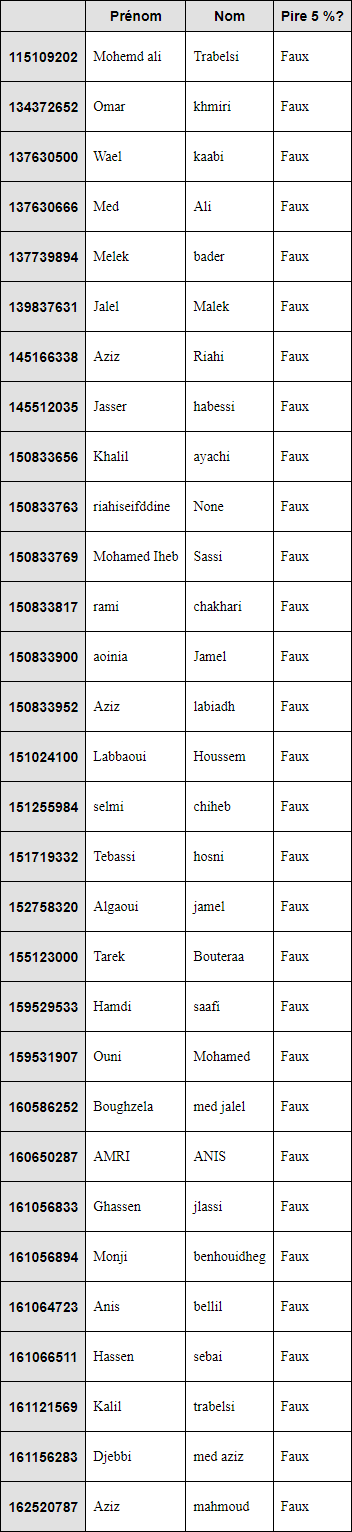 Prénom Nom Pire 5 %?
115109202 Mohemd ali Trabelsi Faux
134372652 Omar khmiri Faux
137630500 Wael kaabi Faux
137630666 Med Ali Faux
137739894 Melek bader Faux
139837631 Jalel Malek Faux
145166338 Aziz Riahi Faux
145512035 Jasser habessi Faux
150833656 Khalil ayachi Faux
150833763 riahiseifddine None Faux
150833769 Mohamed Iheb Sassi Faux
150833817 rami chakhari Faux
150833900 aoinia Jamel Faux
150833952 Aziz labiadh Faux
151024100 Labbaoui Houssem Faux
151255984 selmi chiheb Faux
151719332 Tebassi hosni Faux
152758320 Algaoui jamel Faux
155123000 Tarek Bouteraa Faux
159529533 Hamdi saafi Faux
159531907 Ouni Mohamed Faux
160586252 Boughzela med jalel Faux
160650287 AMRI ANIS Faux
161056833 Ghassen jlassi Faux
161056894 Monji benhouidheg Faux
161064723 Anis bellil Faux
161066511 Hassen sebai Faux
161121569 Kalil trabelsi Faux
161156283 Djebbi med aziz Faux
162520787 Aziz mahmoud Faux